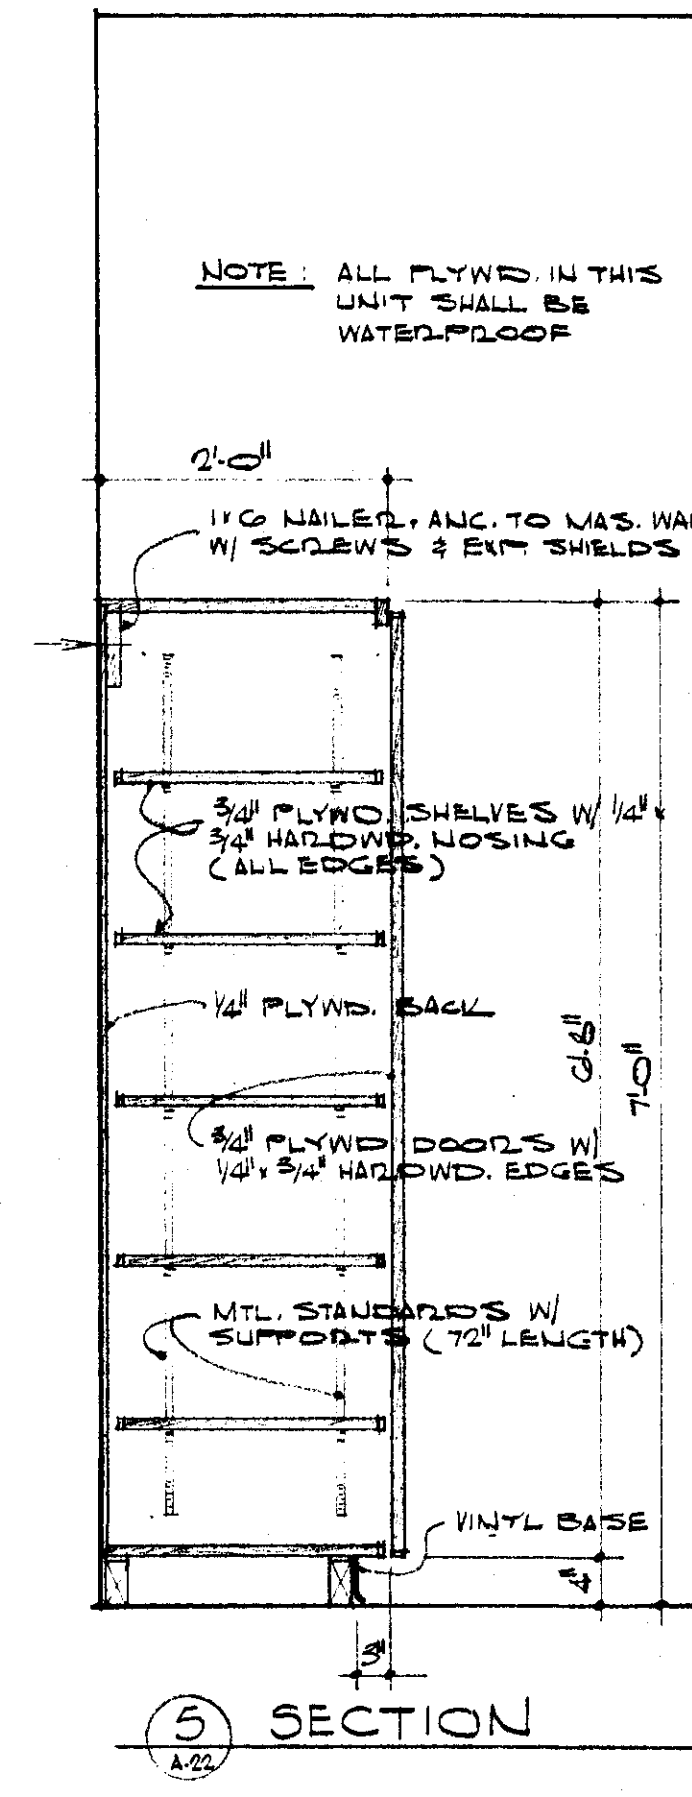 NOTE: ALL PLYWD. IN THIS
UNIT SHALL BE
WATERPROOF
2'-0"
1x6 NAILER, ANC. TO MAS. WAL
W/ SCREWS & EXP. SHIELDS
3/4" PLYWD. SHELVES W/ 1/4" x
3/4" HARDWD. NOSING
(ALL EDGES)
1/4" PLYWD. BACK
6'-8"
7'-0"
3/4" PLYWD. DOORS W/
1/4" x 3/4" HARDWD. EDGES
MTL. STANDARDS W/
SUPPORTS (72" LENGTH)
VINYL BASE
4"
3"
5 SECTION
A-22